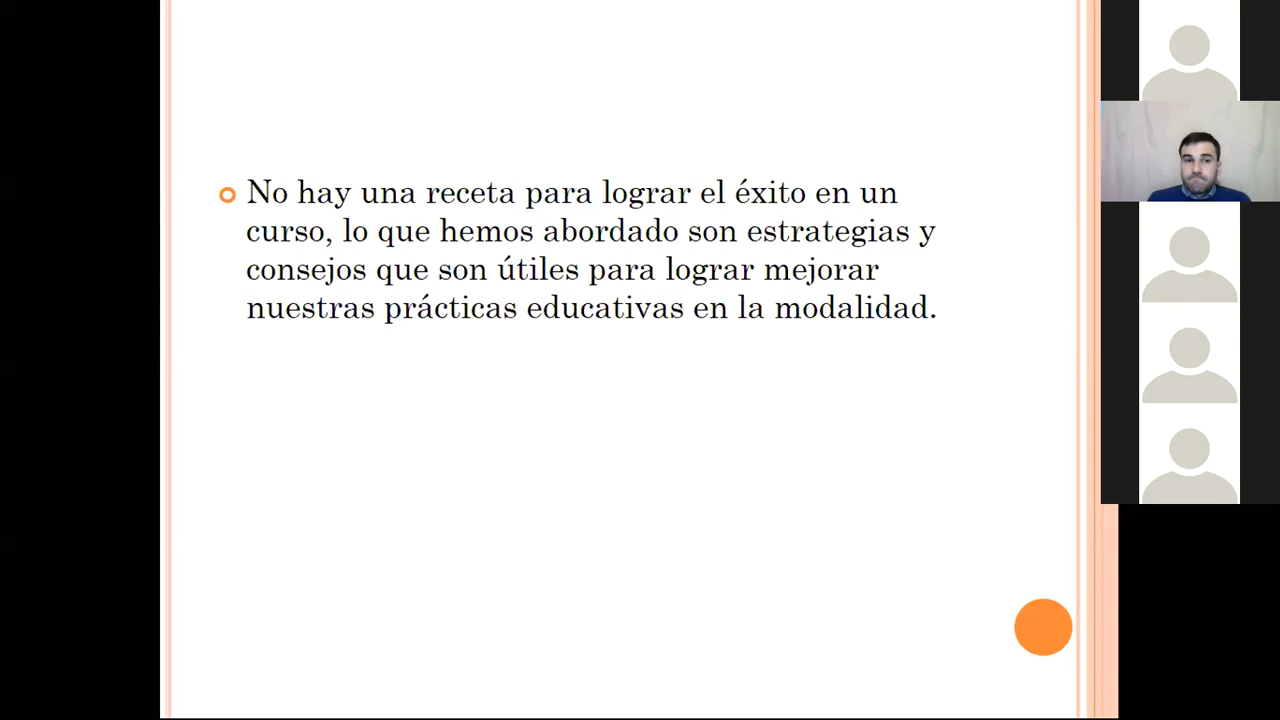 No hay una receta para lograr el éxito en un
curso, lo que hemos abordado son estrategias y
consejos que son útiles para lograr mejorar
nuestras prácticas educativas en la modalidad.